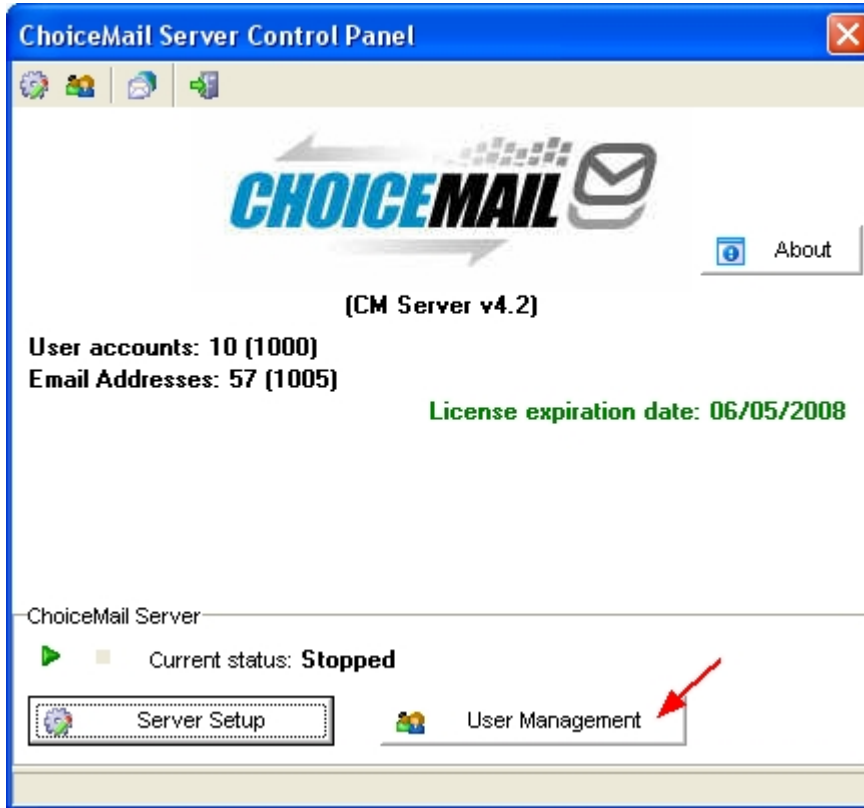 ChoiceMail Server Control Panel
CHOICEMAIL
About
(CM Server v4.2)
User accounts: 10 (1000)
Email Addresses: 57 (1005)
License expiration date: 06/05/2008
ChoiceMail Server
Current status: Stopped
Server Setup
User Management